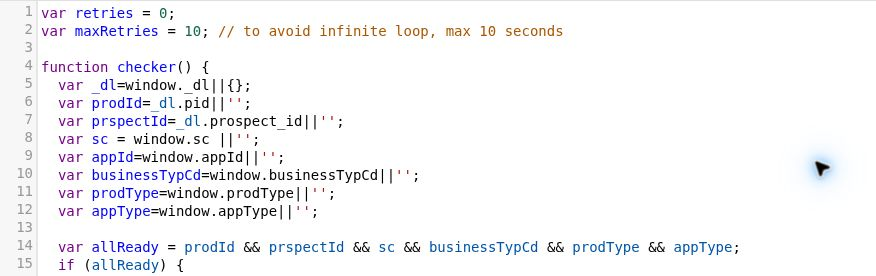 1 var retries = 0;
2 var maxRetries = 10; // to avoid infinite loop, max 10 seconds
3
4 function checker() {
5   var _dl=window._dl||{};
6   var prodId=_dl.pid||'';
7   var prspectId=_dl.prospect_id||'';
8   var sc = window.sc ||'';
9   var appId=window.appId||'';
10   var businessTypCd=window.businessTypCd||'';
11   var prodType=window.prodType||'';
12   var appType=window.appType||'';
13
14   var allReady = prodId && prspectId && sc && businessTypCd && prodType && appType;
15   if (allReady) {